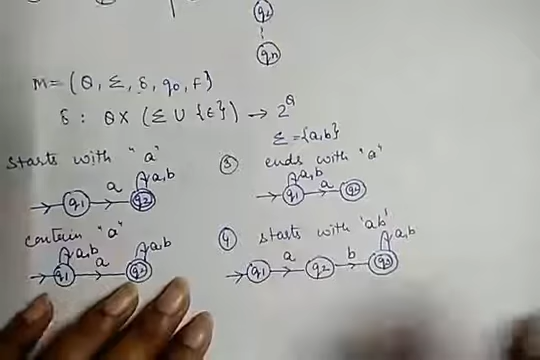 q2
qn
M = (Q, Σ, δ, q0, F)
δ : Q × (Σ ∪ {ϵ}) → 2^Q
Σ = {a,b}
starts with "a"
q1 a q2 a,b
contain "a"
q1 a,b a q2 a,b
③ ends with "a"
q1 a,b a q2
④ starts with 'ab'
q1 a q2 b q3 a,b